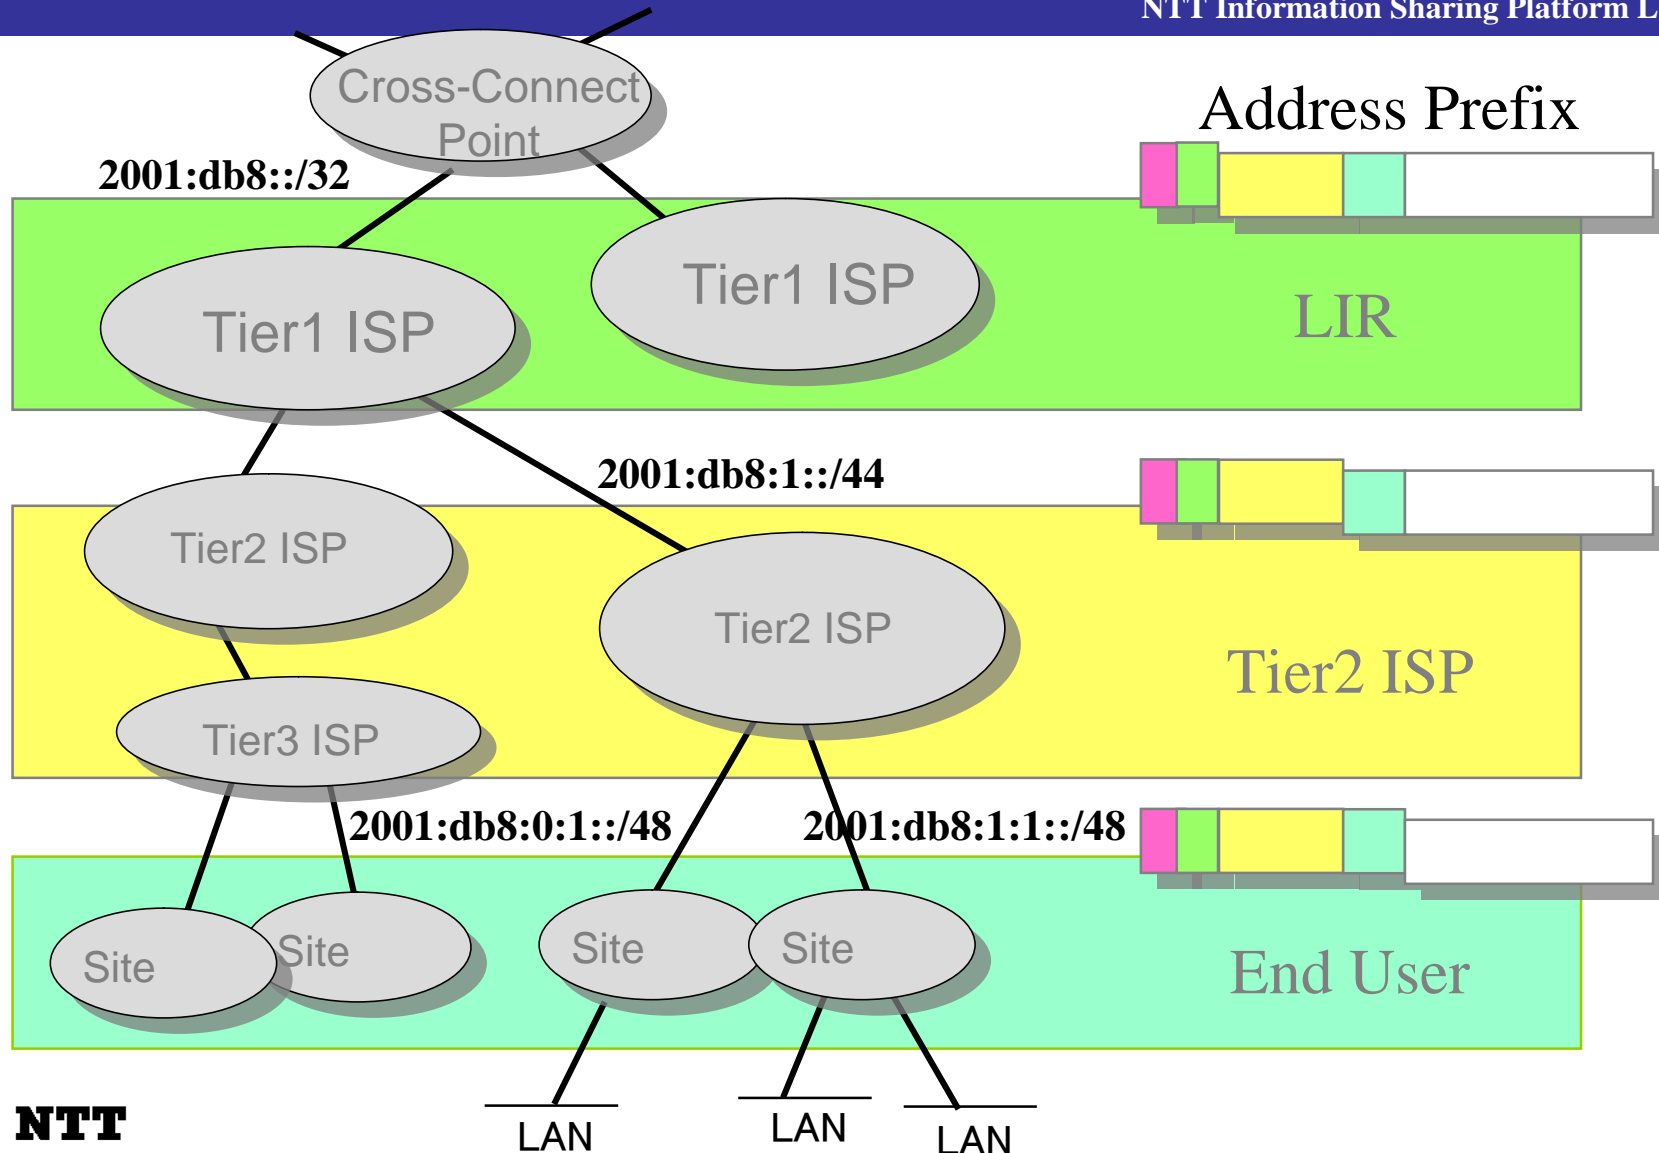 NTT Information Sharing Platform L
Cross-Connect
Point
Address Prefix
2001:db8::/32
Tier1 ISP
Tier1 ISP
LIR
2001:db8:1::/44
Tier2 ISP
Tier2 ISP
Tier2 ISP
Tier3 ISP
2001:db8:0:1::/48
2001:db8:1:1::/48
Site
Site
Site
Site
End User
NTT
LAN
LAN
LAN